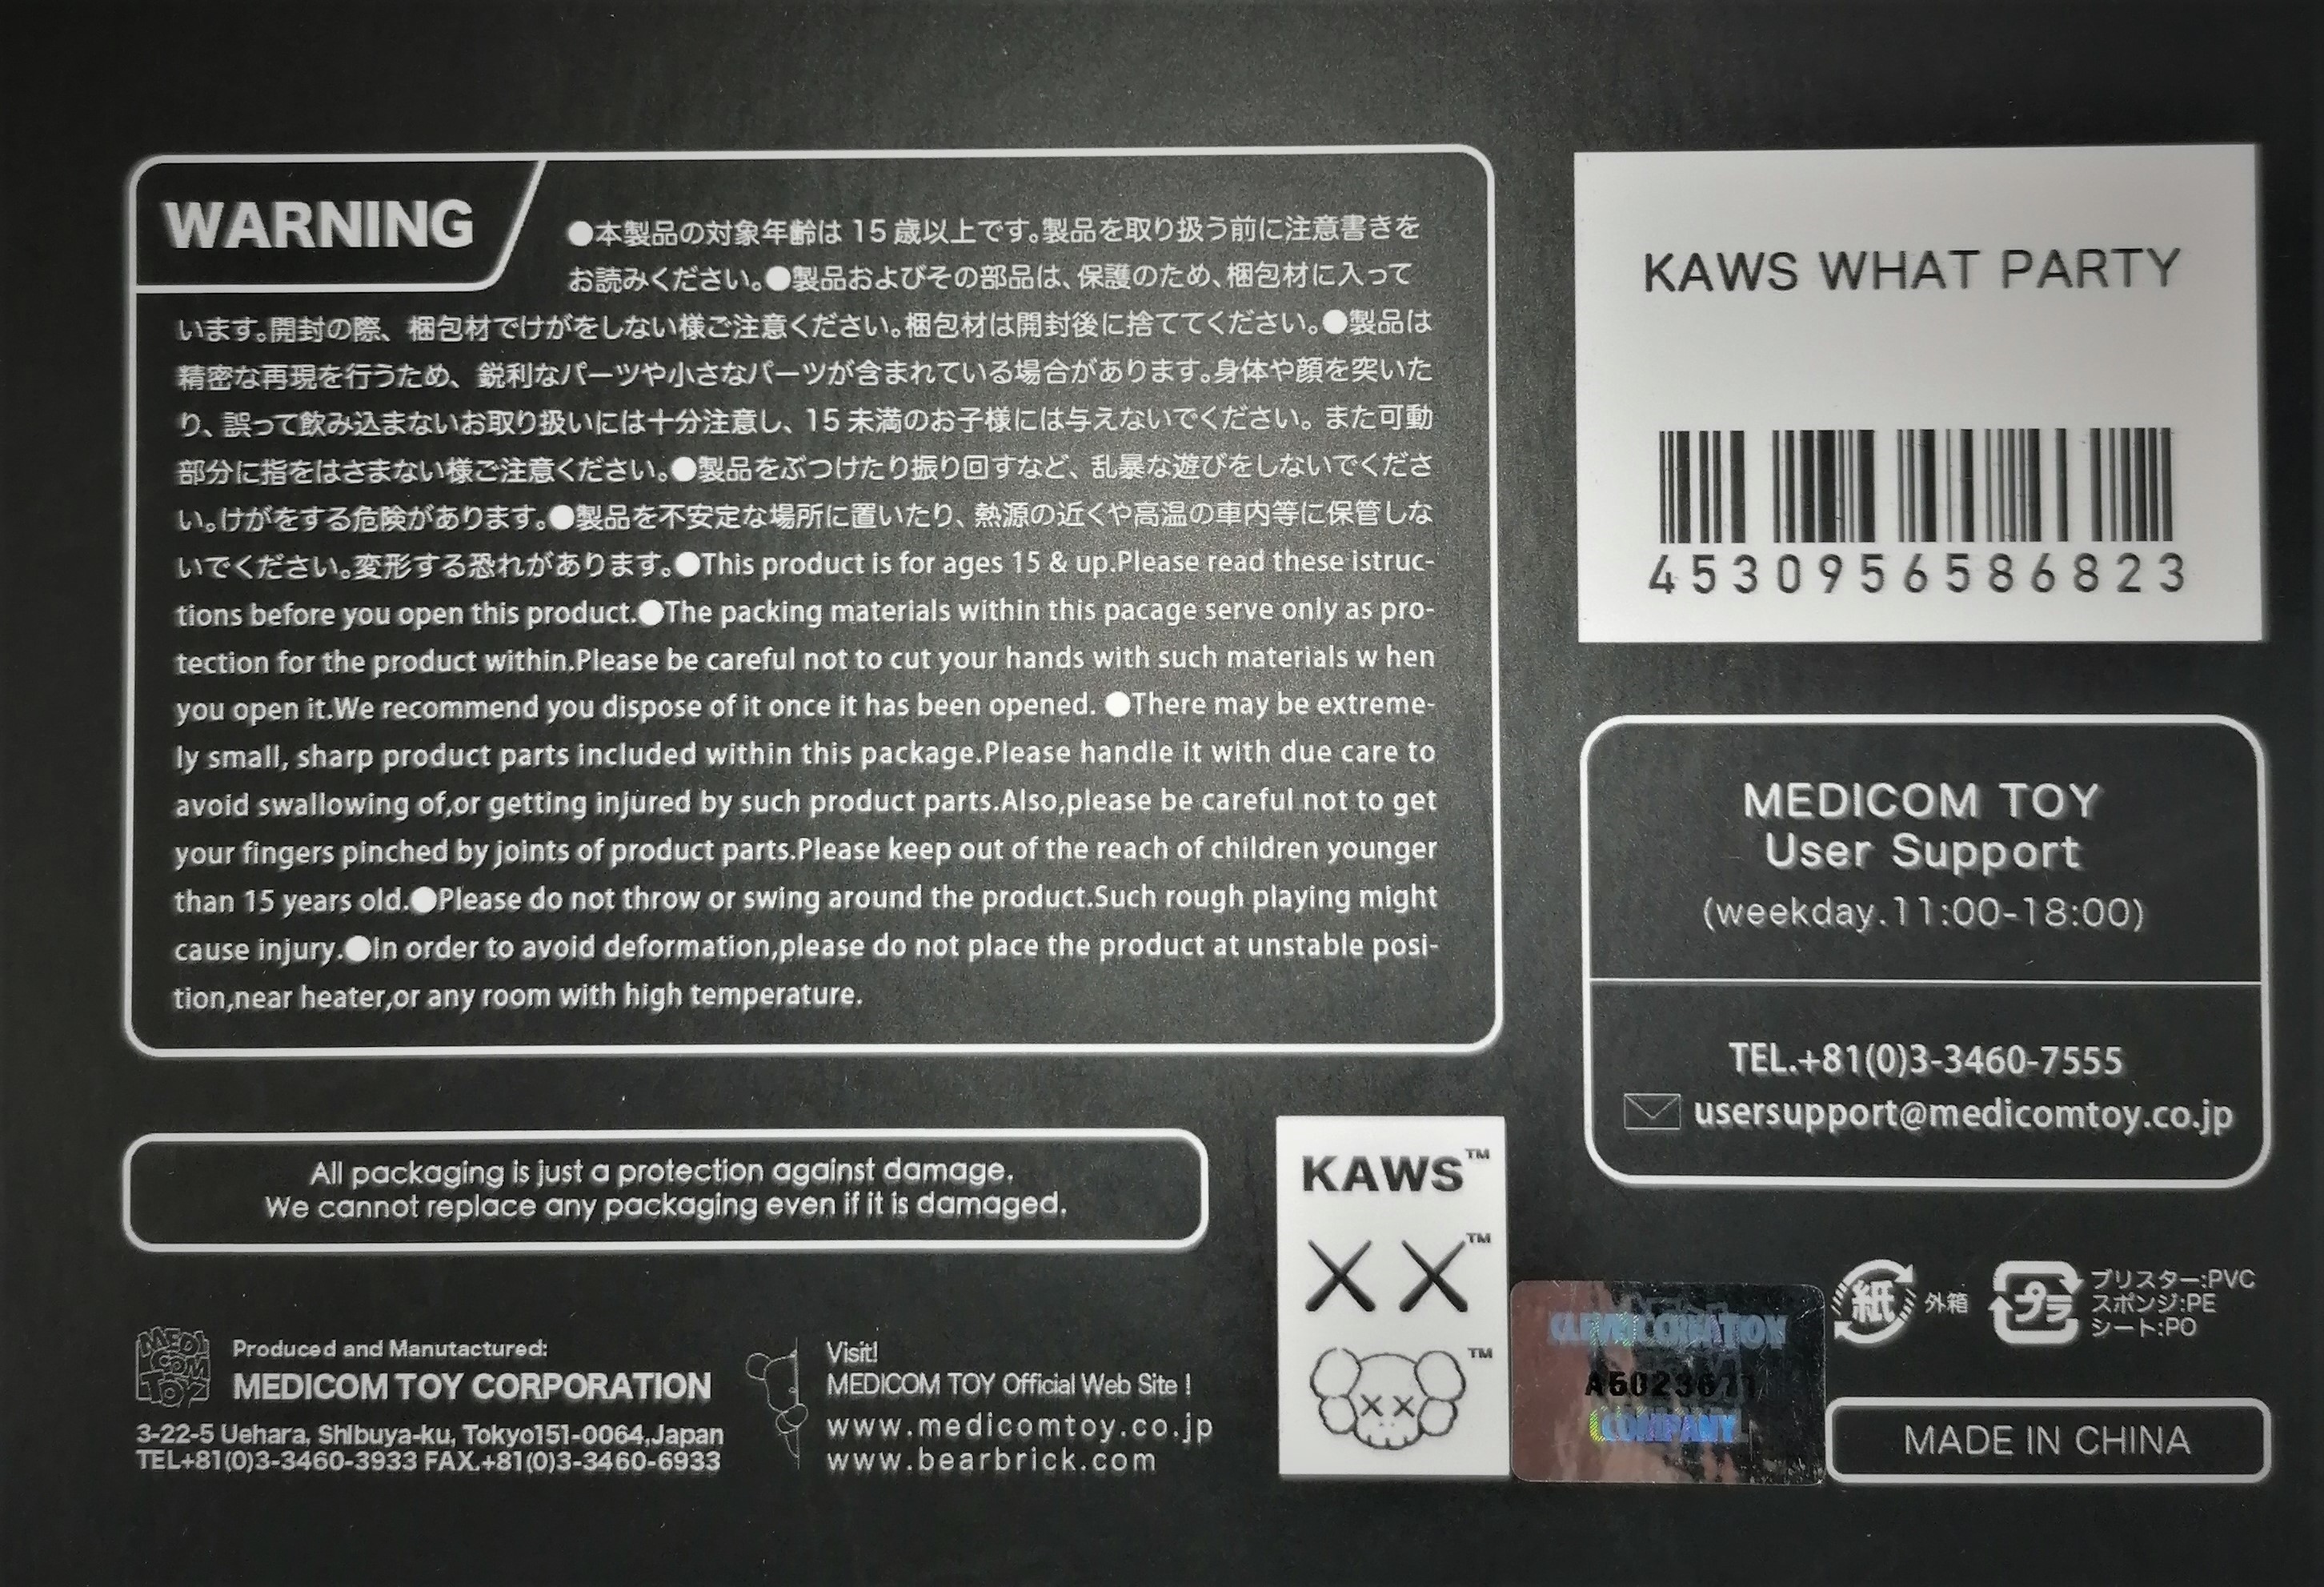 WARNING
●本製品の対象年齢は 15 歳以上です。製品を取り扱う前に注意書きを
お読みください。●製品およびその部品は、保護のため、梱包材に入って
います。開封の際、梱包材でけがをしない様ご注意ください。梱包材は開封後に捨ててください。●製品は
精密な再現を行うため、鋭利なパーツや小さなパーツが含まれている場合があります。身体や顔を突いた
り、誤って飲み込まないお取り扱いには十分注意し、15 未満のお子様には与えないでください。また可動
部分に指をはさまない様ご注意ください。●製品をぶつけたり振り回すなど、乱暴な遊びをしないでくださ
い。けがをする危険があります。●製品を不安定な場所に置いたり、熱源の近くや高温の車内等に保管しな
いでください。変形する恐れがあります。●This product is for ages 15 & up.Please read these istruc-
tions before you open this product.●The packing materials within this pacage serve only as pro-
tection for the product within.Please be careful not to cut your hands with such materials w hen
you open it.We recommend you dispose of it once it has been opened. ●There may be extreme-
ly small, sharp product parts included within this package.Please handle it with due care to
avoid swallowing of,or getting injured by such product parts.Also,please be careful not to get
your fingers pinched by joints of product parts.Please keep out of the reach of children younger
than 15 years old.●Please do not throw or swing around the product.Such rough playing might
cause injury.●In order to avoid deformation,please do not place the product at unstable posi-
tion,near heater,or any room with high temperature.
KAWS WHAT PARTY
4530956586823
MEDICOM TOY
User Support
(weekday.11:00-18:00)
TEL.+81(0)3-3460-7555
usersupport@medicomtoy.co.jp
All packaging is just a protection against damage.
We cannot replace any packaging even if it is damaged.
MEDI
COM
TOY
Produced and Manutactured:
MEDICOM TOY CORPORATION
3-22-5 Uehara, Shlbuya-ku, Tokyo151-0064,Japan
TEL+81(0)3-3460-3933 FAX.+81(0)3-3460-6933
Visit!
MEDICOM TOY Official Web Site !
www.medicomtoy.co.jp
www.bearbrick.com
KAWS™
XX™
™
COMPANY
紙 外箱
プラ
ブリスター:PVC
スポンジ:PE
シート:PO
MADE IN CHINA